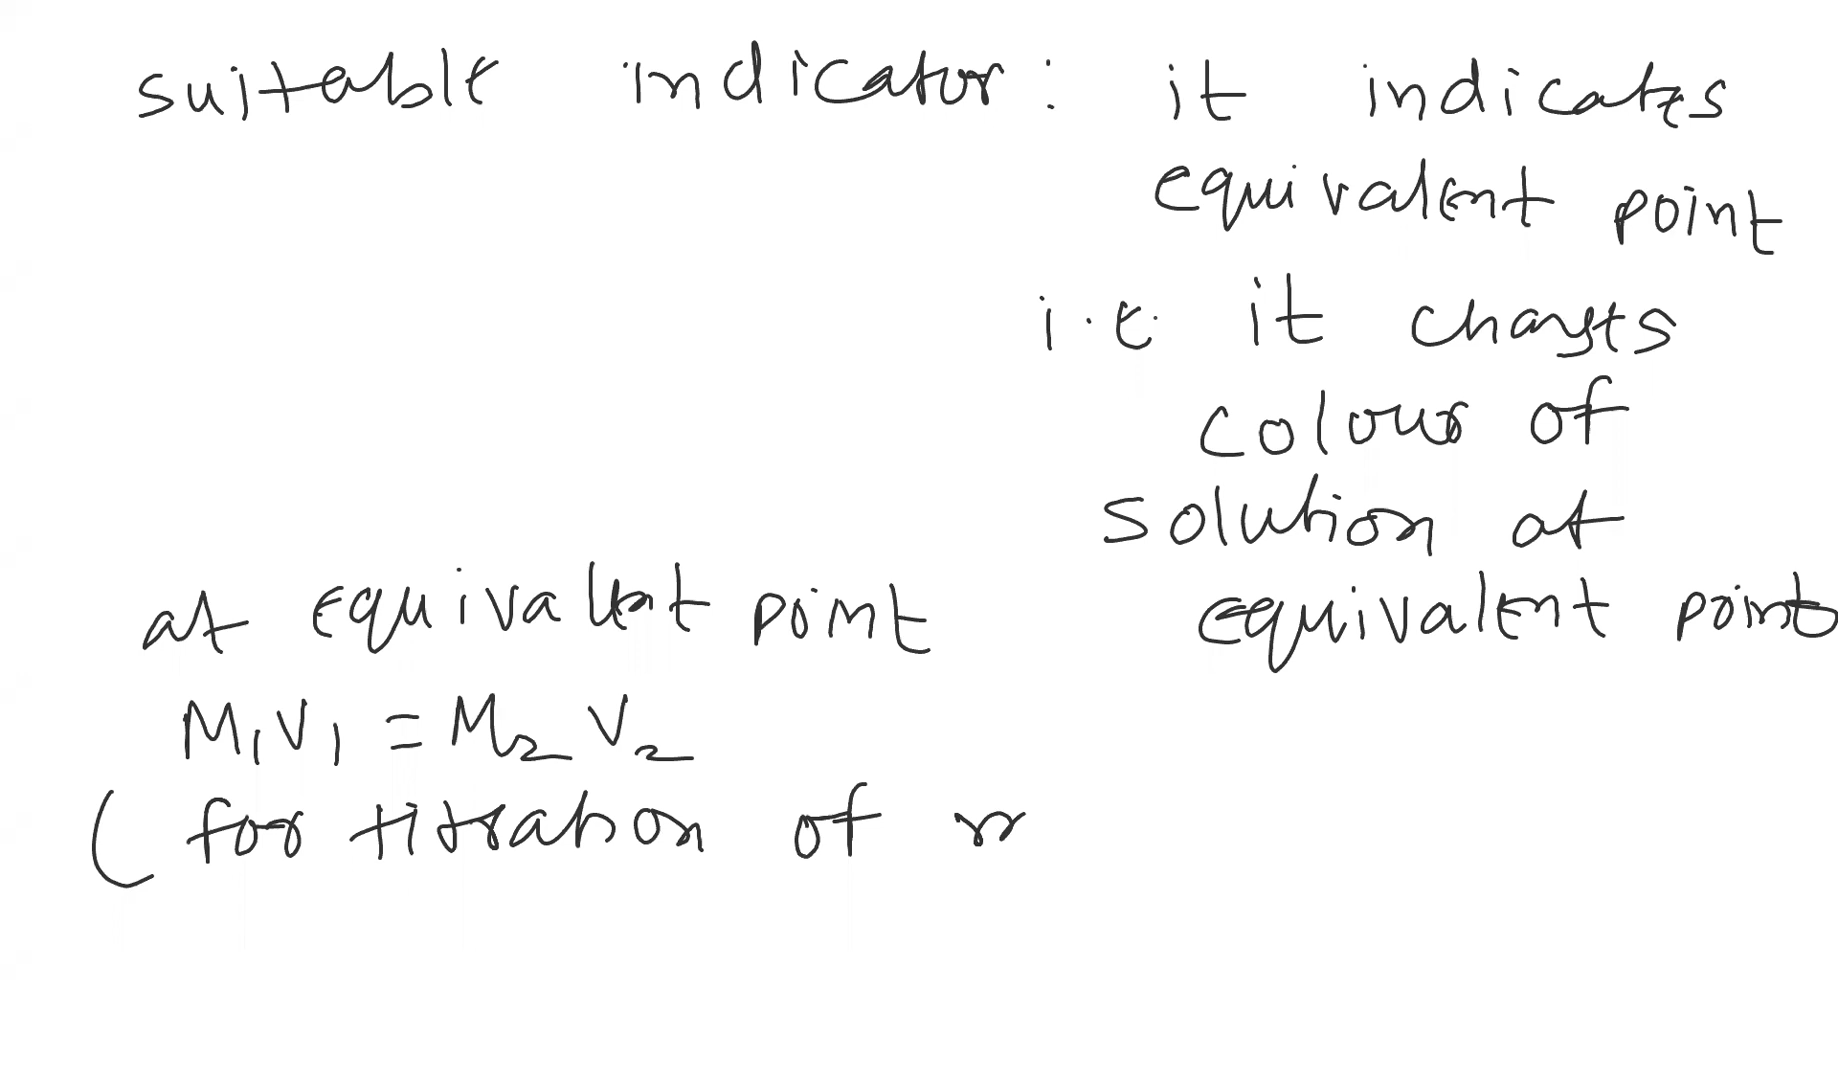 suitable indicator: it indicates
equivalent point
i.e. it changes
colour of
solution at
equivalent point
at equivalent point
M₁V₁ = M₂V₂
(for titration of